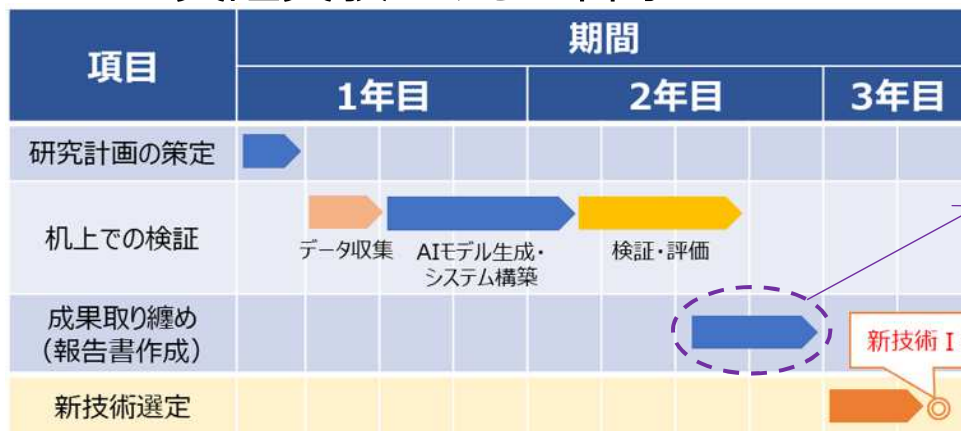 項目
期間
1年目 2年目 3年目
研究計画の策定
机上での検証
データ収集
AIモデル生成・
システム構築
検証・評価
成果取り纏め
(報告書作成)
新技術 I
新技術選定